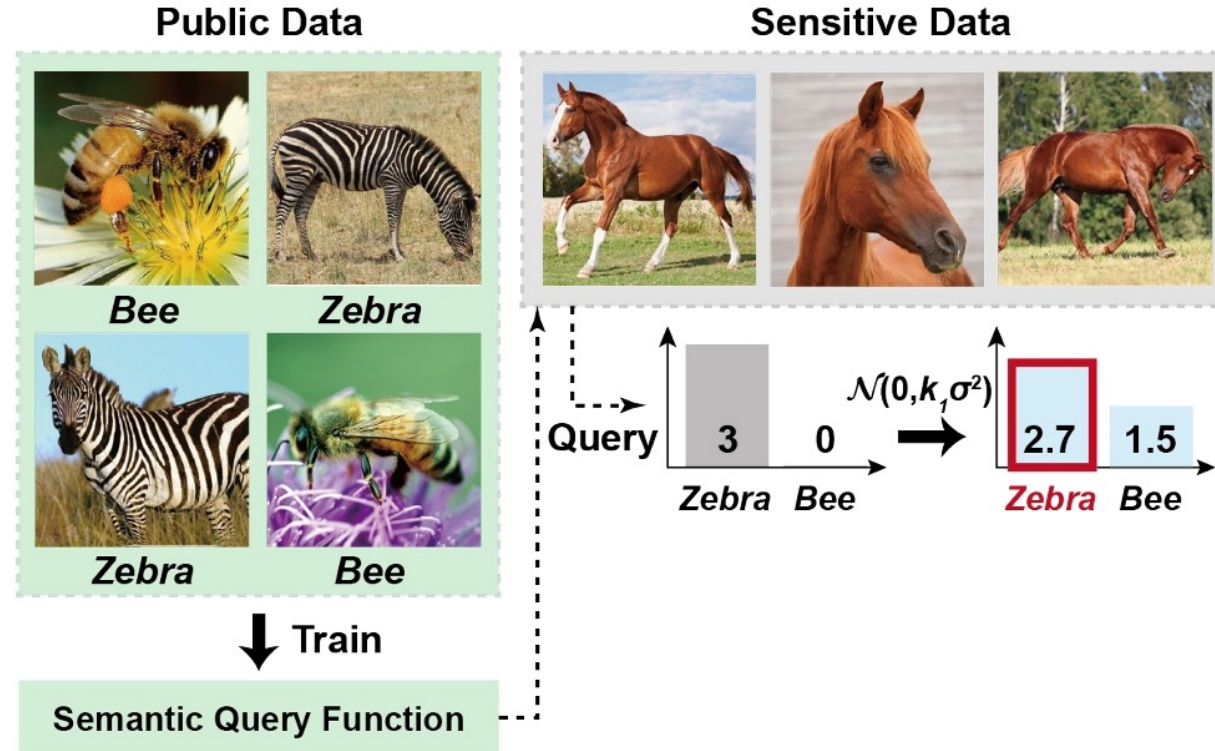 Public Data
Bee
Zebra
Zebra
Bee
Train
Semantic Query Function
Sensitive Data
Query
3
0
Zebra
Bee
𝒩(0,k₁σ²)
2.7
1.5
Zebra
Bee